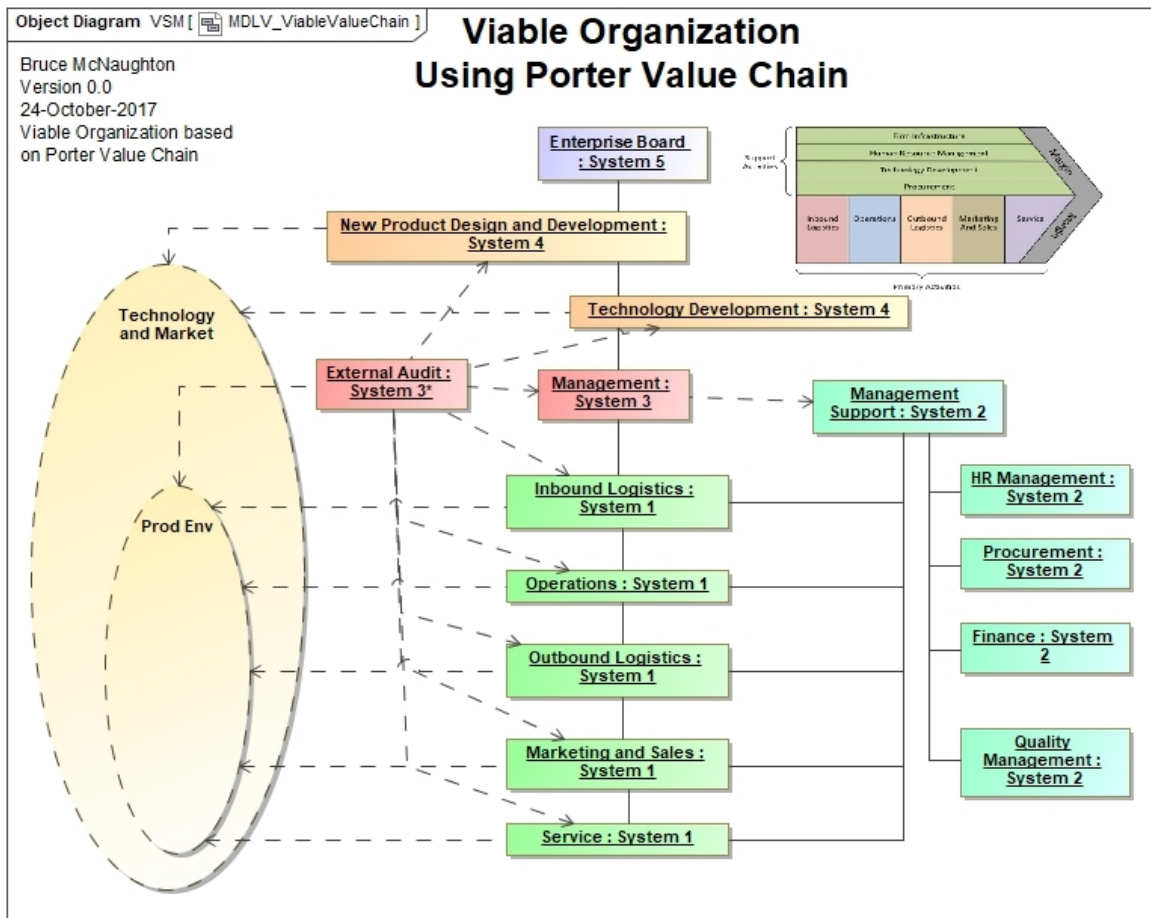 Object Diagram VSM [ MDLV_ViableValueChain ]
Viable Organization
Using Porter Value Chain
Bruce McNaughton
Version 0.0
24-October-2017
Viable Organization based
on Porter Value Chain
Enterprise Board
: System 5
Firm Infrastructure
Human Resource Management
Technology Development
Procurement
Support
Activities
Margin
Margin
Inbound
Logistics
Operations
Outbound
Logistics
Marketing
And Sales
Service
Primary Activities
New Product Design and Development :
System 4
Technology
and Market
Technology Development : System 4
External Audit :
System 3*
Management :
System 3
Management
Support : System 2
Inbound Logistics :
System 1
HR Management :
System 2
Prod Env
Procurement :
System 2
Operations : System 1
Outbound Logistics :
System 1
Finance : System
2
Marketing and Sales :
System 1
Quality
Management :
System 2
Service : System 1